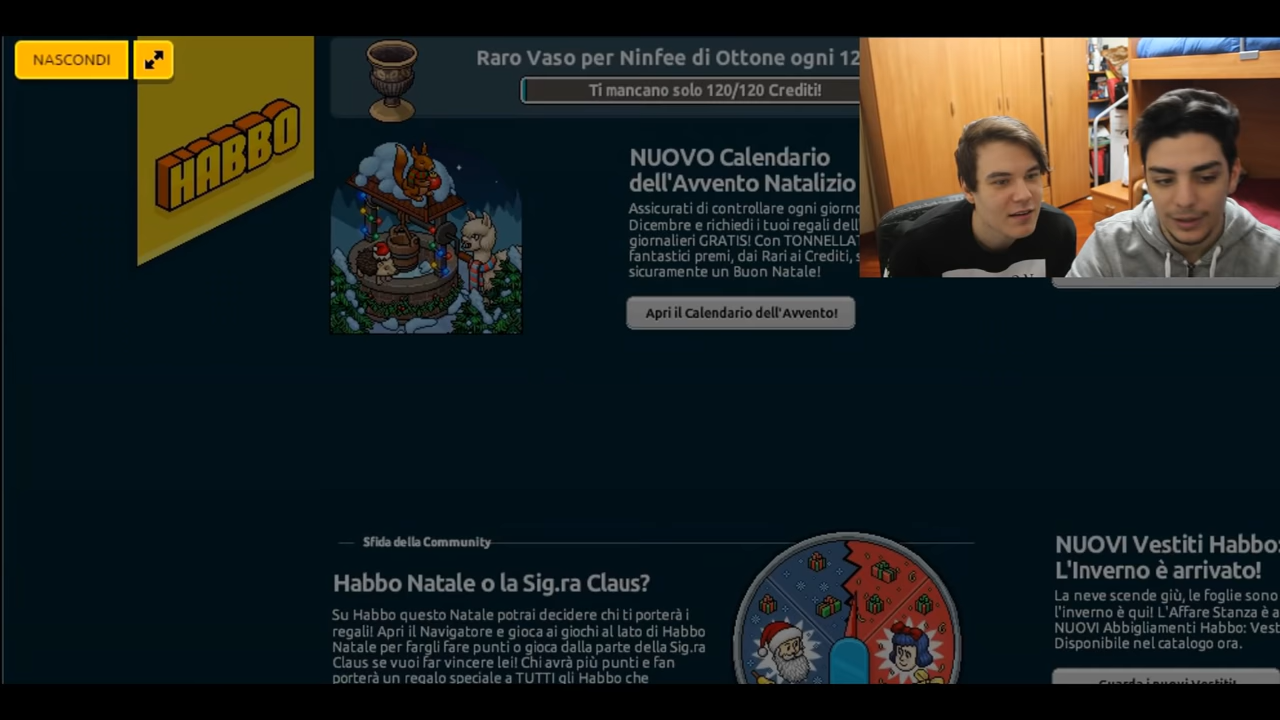 NASCONDI
HABBO
Raro Vaso per Ninfee di Ottone ogni 12
Ti mancano solo 120/120 Crediti!
NUOVO Calendario
dell'Avvento Natalizio
Assicurati di controllare ogni giorno
Dicembre e richiedi i tuoi regali dell
giornalieri GRATIS! Con TONNELLAT
fantastici premi, dai Rari ai Crediti, s
sicuramente un Buon Natale!
Apri il Calendario dell'Avvento!
Sfida della Community
Habbo Natale o la Sig.ra Claus?
Su Habbo questo Natale potrai decidere chi ti porterà i
regali! Apri il Navigatore e gioca ai giochi al lato di Habbo
Natale per fargli fare punti o gioca dalla parte della Sig.ra
Claus se vuoi far vincere lei! Chi avrà più punti e fan
porterà un regalo speciale a TUTTI gli Habbo che
NUOVI Vestiti Habbo:
L'Inverno è arrivato!
La neve scende giù, le foglie sono
l'inverno è qui! L'Affare Stanza è a
NUOVI Abbigliamenti Habbo: Vest
Disponibile nel catalogo ora.
Guarda i nuovi Vestiti!